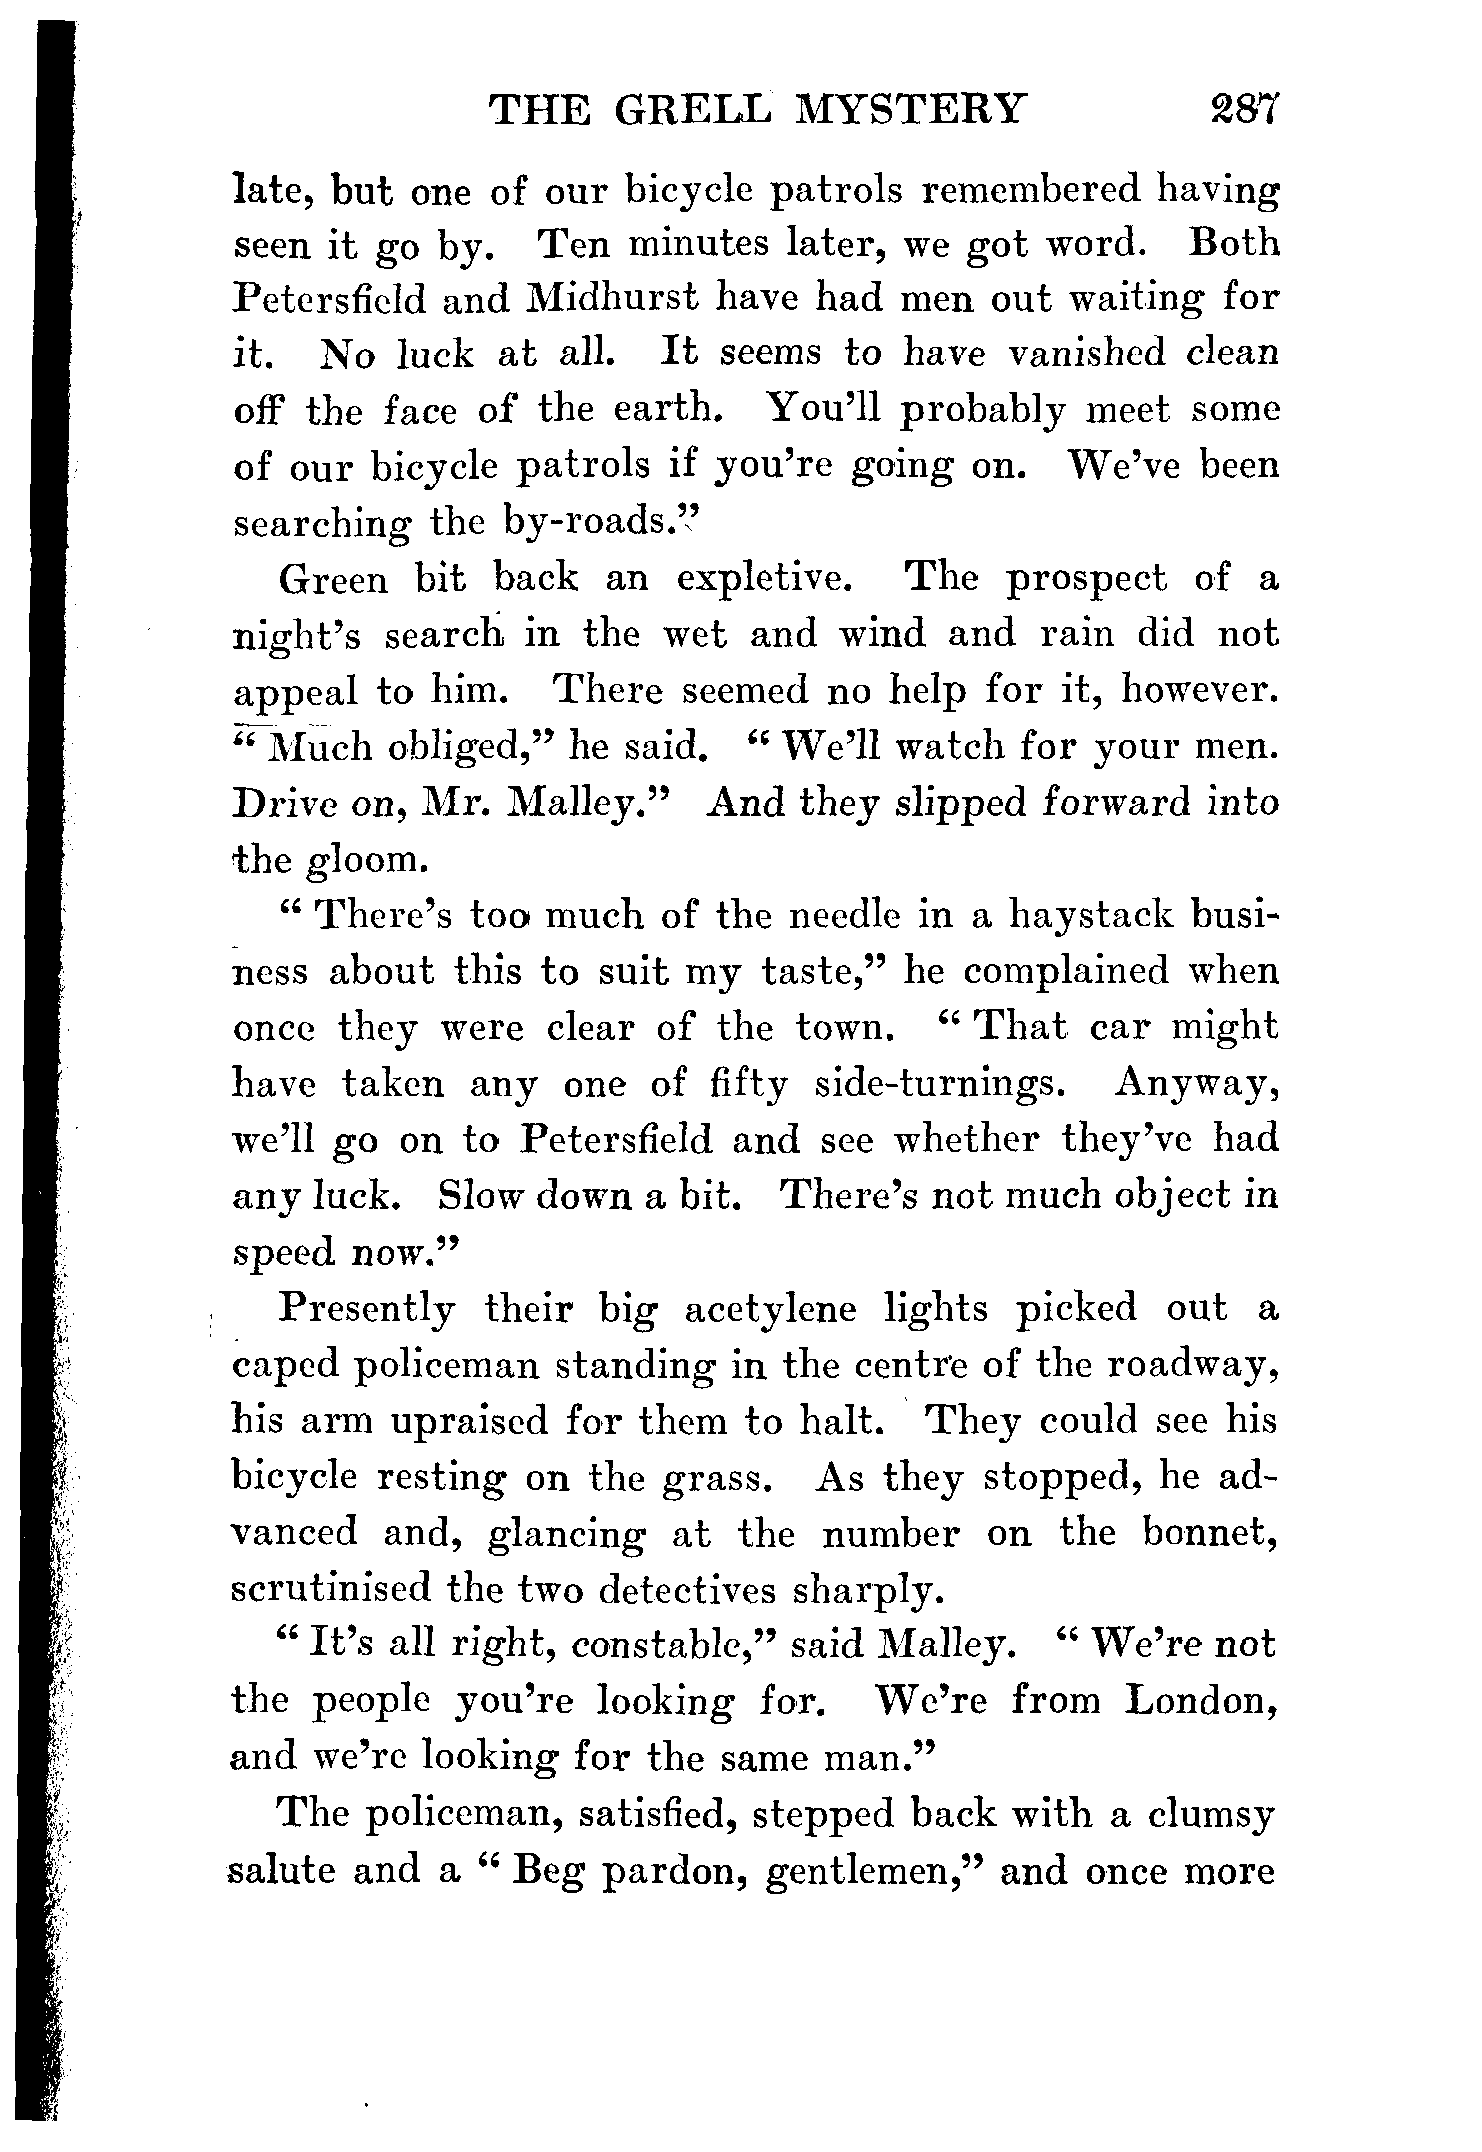 THE GRELL MYSTERY 287
late, but one of our bicycle patrols remembered having
seen it go by. Ten minutes later, we got word. Both
Petersfield and Midhurst have had men out waiting for
it. No luck at all. It seems to have vanished clean
off the face of the earth. You'll probably meet some
of our bicycle patrols if you're going on. We've been
searching the by-roads."
Green bit back an expletive. The prospect of a
night's search in the wet and wind and rain did not
appeal to him. There seemed no help for it, however.
"Much obliged," he said. "We'll watch for your men.
Drive on, Mr. Malley." And they slipped forward into
the gloom.
"There's too much of the needle in a haystack busi-
ness about this to suit my taste," he complained when
once they were clear of the town. "That car might
have taken any one of fifty side-turnings. Anyway,
we'll go on to Petersfield and see whether they've had
any luck. Slow down a bit. There's not much object in
speed now."
Presently their big acetylene lights picked out a
caped policeman standing in the centre of the roadway,
his arm upraised for them to halt. They could see his
bicycle resting on the grass. As they stopped, he ad-
vanced and, glancing at the number on the bonnet,
scrutinised the two detectives sharply.
"It's all right, constable," said Malley. "We're not
the people you're looking for. We're from London,
and we're looking for the same man."
The policeman, satisfied, stepped back with a clumsy
salute and a "Beg pardon, gentlemen," and once more